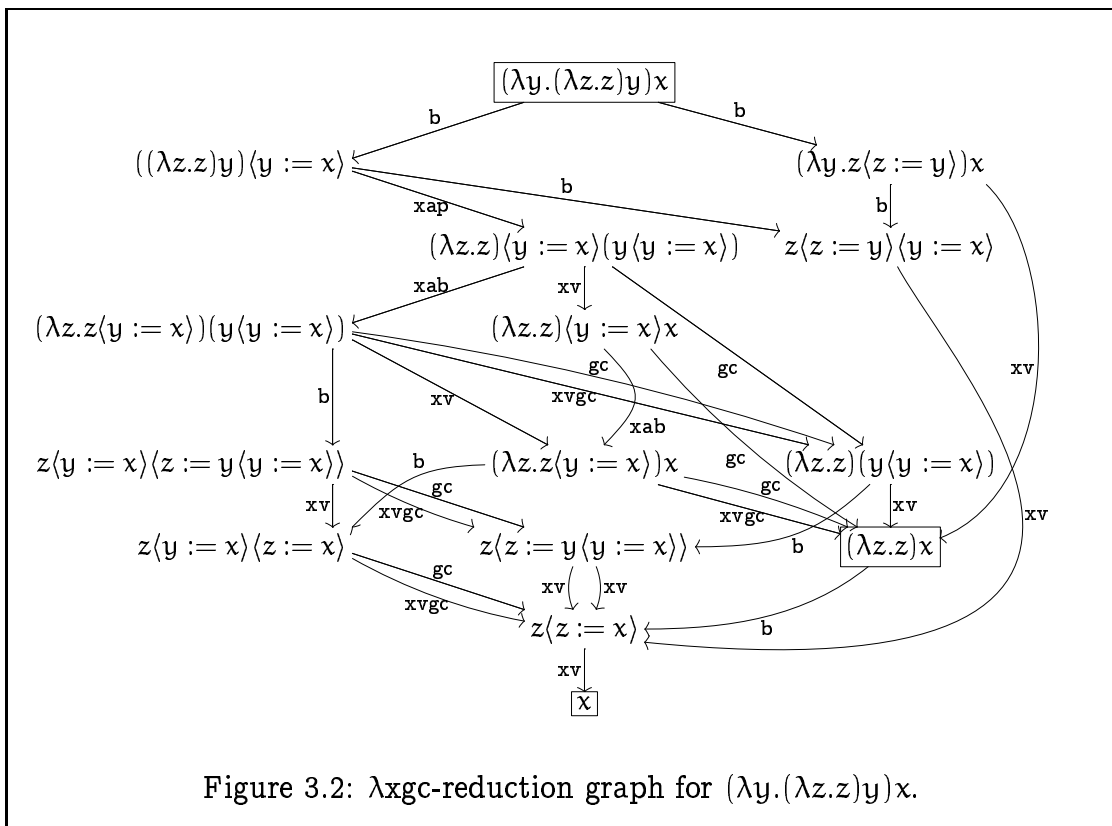 (λy.(λz.z)y)x
b b
((λz.z)y)⟨y := x⟩ (λy.z⟨z := y⟩)x
b
xap b
(λz.z)⟨y := x⟩(y⟨y := x⟩) z⟨z := y⟩⟨y := x⟩
xab xv
(λz.z⟨y := x⟩)(y⟨y := x⟩) (λz.z)⟨y := x⟩x
gc gc xv
b xv xvgc
xab
z⟨y := x⟩⟨z := y⟨y := x⟩⟩ b (λz.z⟨y := x⟩)x gc (λz.z)(y⟨y := x⟩)
gc gc
xv xvgc xvgc xv xv
z⟨y := x⟩⟨z := x⟩ z⟨z := y⟨y := x⟩⟩ b (λz.z)x
gc xv xv
xvgc
z⟨z := x⟩ b
xv
x
Figure 3.2: λxgc-reduction graph for (λy.(λz.z)y)x.